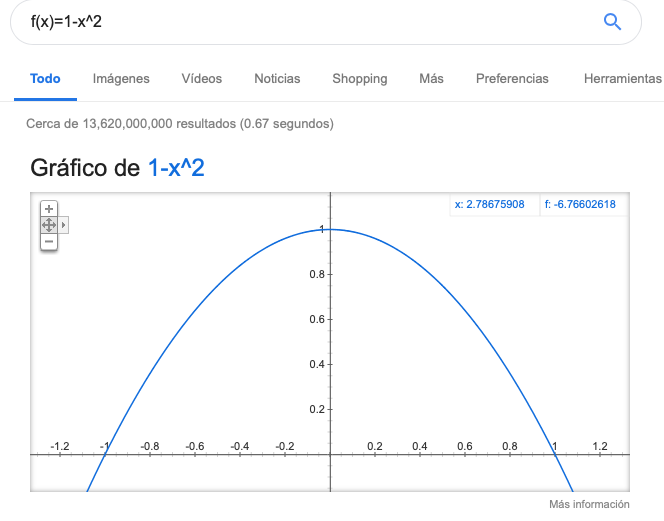 f(x)=1-x^2
Todo Imágenes Vídeos Noticias Shopping Más Preferencias Herramientas
Cerca de 13,620,000,000 resultados (0.67 segundos)
Gráfico de 1-x^2
x: 2.78675908 f: -6.76602618
1
0.8
0.6
0.4
0.2
-1.2 -1 -0.8 -0.6 -0.4 -0.2 0.2 0.4 0.6 0.8 1 1.2
Más información